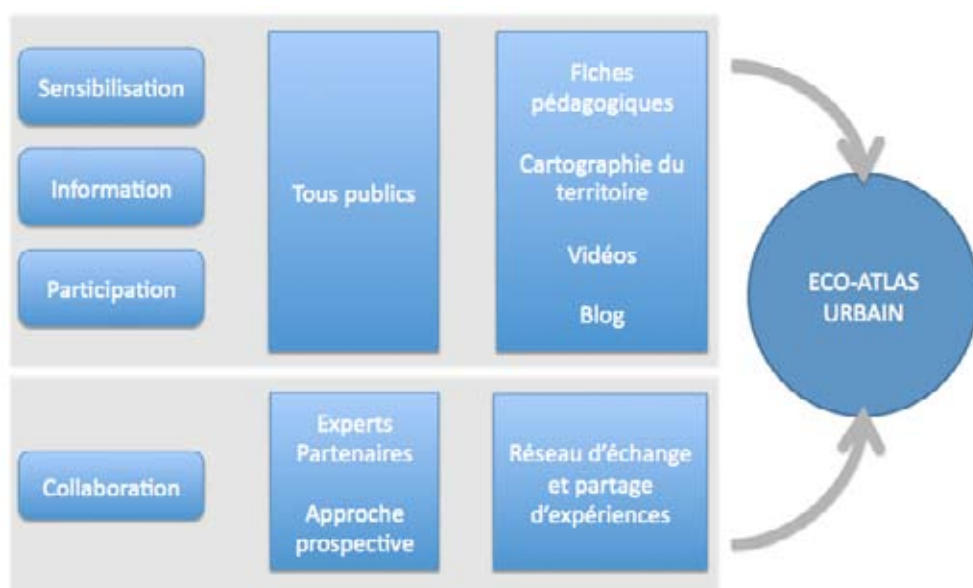 Sensibilisation
Information
Participation
Tous publics
Fiches
pédagogiques
Cartographie du
territoire
Vidéos
Blog
Collaboration
Experts
Partenaires
Approche
prospective
Réseau d'échange
et partage
d'expériences
ECO-ATLAS
URBAIN